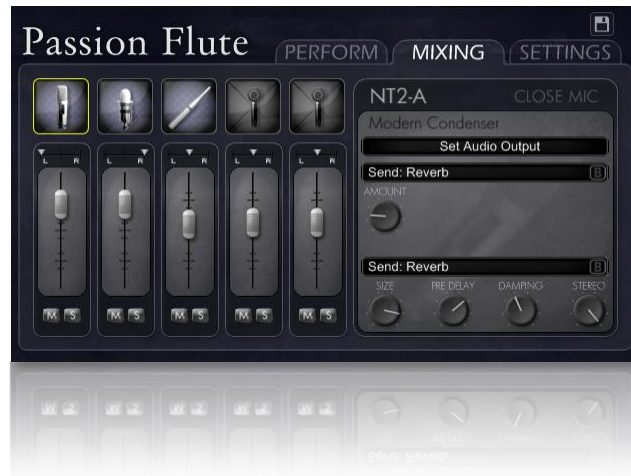 Passion Flute
PERFORM
MIXING
SETTINGS
NT2-A
CLOSE MIC
Modern Condenser
Set Audio Output
Send: Reverb
B
AMOUNT
Send: Reverb
B
SIZE
PRE DELAY
DAMPING
STEREO
L R
L R
L R
L R
L R
M S
M S
M S
M S
M S